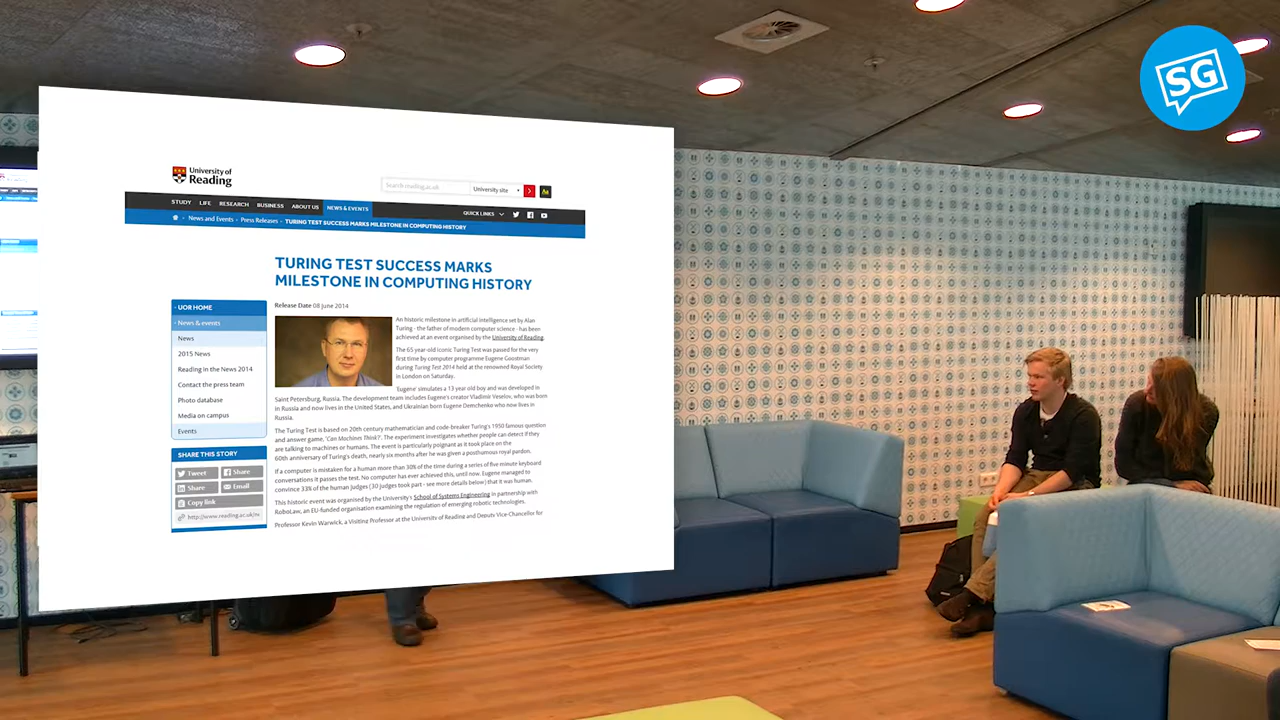 SG
University of
Reading
Search reading.ac.uk
University site
Aa
STUDY LIFE RESEARCH BUSINESS ABOUT US NEWS & EVENTS
QUICK LINKS
News and Events Press Releases TURING TEST SUCCESS MARKS MILESTONE IN COMPUTING HISTORY
TURING TEST SUCCESS MARKS
MILESTONE IN COMPUTING HISTORY
UOR HOME
News & events
News
2015 News
Reading in the News 2014
Contact the press team
Photo database
Media on campus
Events
SHARE THIS STORY
Tweet Share
Share Email
Copy link
http://www.reading.ac.uk/n
Release Date 08 June 2014
An historic milestone in artificial intelligence set by Alan
Turing - the father of modern computer science - has been
achieved at an event organised by the University of Reading.
The 65 year-old iconic Turing Test was passed for the very
first time by computer programme Eugene Goostman
during Turing Test 2014 held at the renowned Royal Society
in London on Saturday.
'Eugene' simulates a 13 year old boy and was developed in
Saint Petersburg, Russia. The development team includes Eugene's creator Vladimir Veselov, who was born
in Russia and now lives in the United States, and Ukrainian born Eugene Demchenko who now lives in
Russia.
The Turing Test is based on 20th century mathematician and code-breaker Turing's 1950 famous question
and answer game, 'Can Machines Think?'. The experiment investigates whether people can detect if they
are talking to machines or humans. The event is particularly poignant as it took place on the
60th anniversary of Turing's death, nearly six months after he was given a posthumous royal pardon.
If a computer is mistaken for a human more than 30% of the time during a series of five minute keyboard
conversations it passes the test. No computer has ever achieved this, until now. Eugene managed to
convince 33% of the human judges (30 judges took part - see more details below) that it was human.
This historic event was organised by the University's School of Systems Engineering in partnership with
RoboLaw, an EU-funded organisation examining the regulation of emerging robotic technologies.
Professor Kevin Warwick, a Visiting Professor at the University of Reading and Deputy Vice-Chancellor for